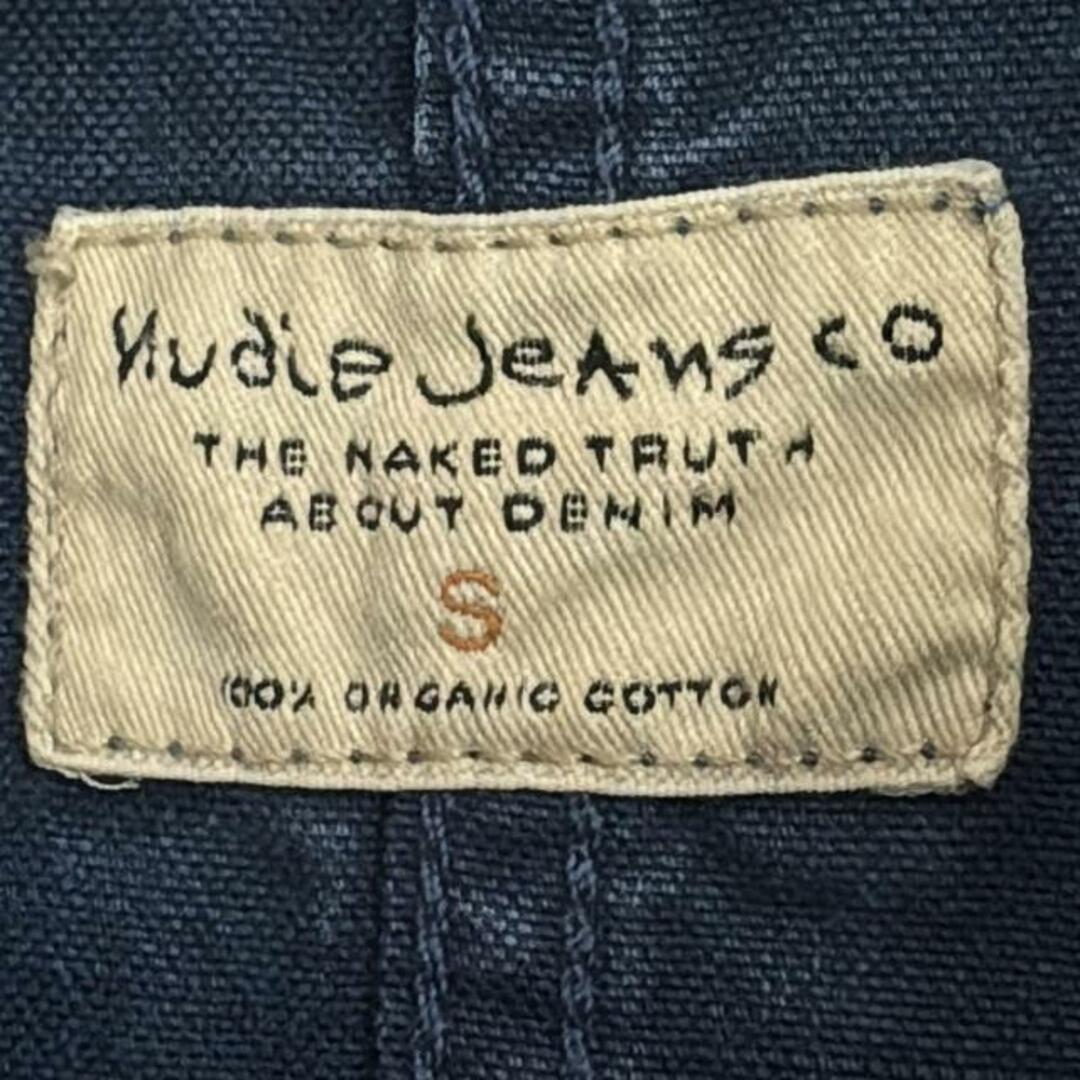 Nudie Jeans co
THE NAKED TRUTH
ABOUT DENIM
S
100% ORGANIC COTTON